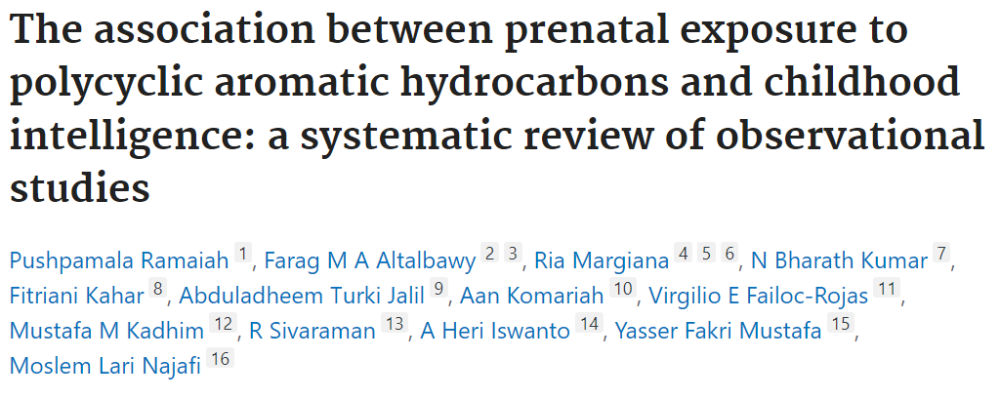 The association between prenatal exposure to
polycyclic aromatic hydrocarbons and childhood
intelligence: a systematic review of observational
studies
Pushpamala Ramaiah 1, Farag M A Altalbawy 2 3, Ria Margiana 4 5 6, N Bharath Kumar 7,
Fitriani Kahar 8, Abduladheem Turki Jalil 9, Aan Komariah 10, Virgilio E Failoc-Rojas 11,
Mustafa M Kadhim 12, R Sivaraman 13, A Heri Iswanto 14, Yasser Fakri Mustafa 15,
Moslem Lari Najafi 16